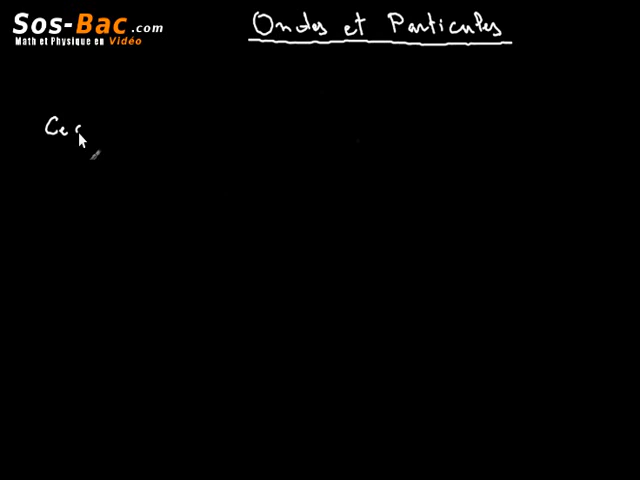 Sos-Bac.com
Math et Physique en Vidéo
Ondes et Particules
Ce c